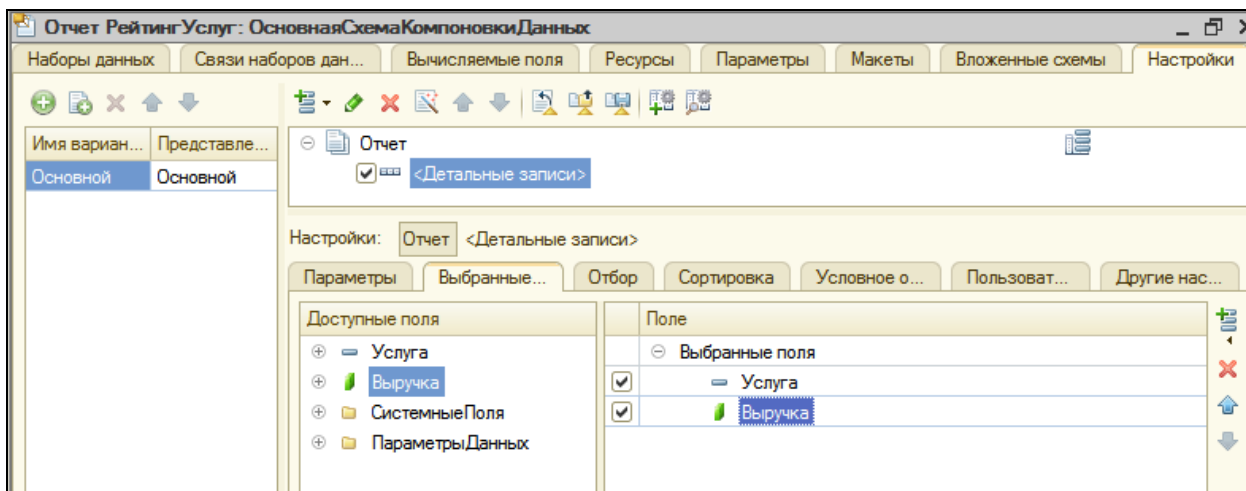 Отчет РейтингУслуг: ОсновнаяСхемаКомпоновкиДанных
Наборы данных Связи наборов дан... Вычисляемые поля Ресурсы Параметры Макеты Вложенные схемы Настройки
Имя вариан... Представле...
Основной Основной
Отчет
<Детальные записи>
Настройки: Отчет <Детальные записи>
Параметры Выбранные... Отбор Сортировка Условное о... Пользоват... Другие нас...
Доступные поля
Услуга
Выручка
СистемныеПоля
ПараметрыДанных
Поле
Выбранные поля
Услуга
Выручка